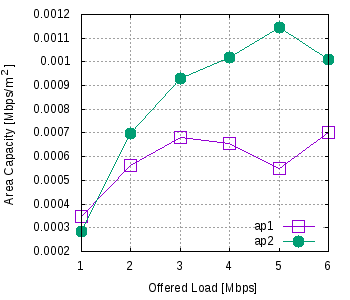 0.0012
0.0011
0.001
0.0009
0.0008
0.0007
0.0006
0.0005
0.0004
0.0003
0.0002
1 2 3 4 5 6
Area Capacity [Mbps/m²]
Offered Load [Mbps]
ap1
ap2